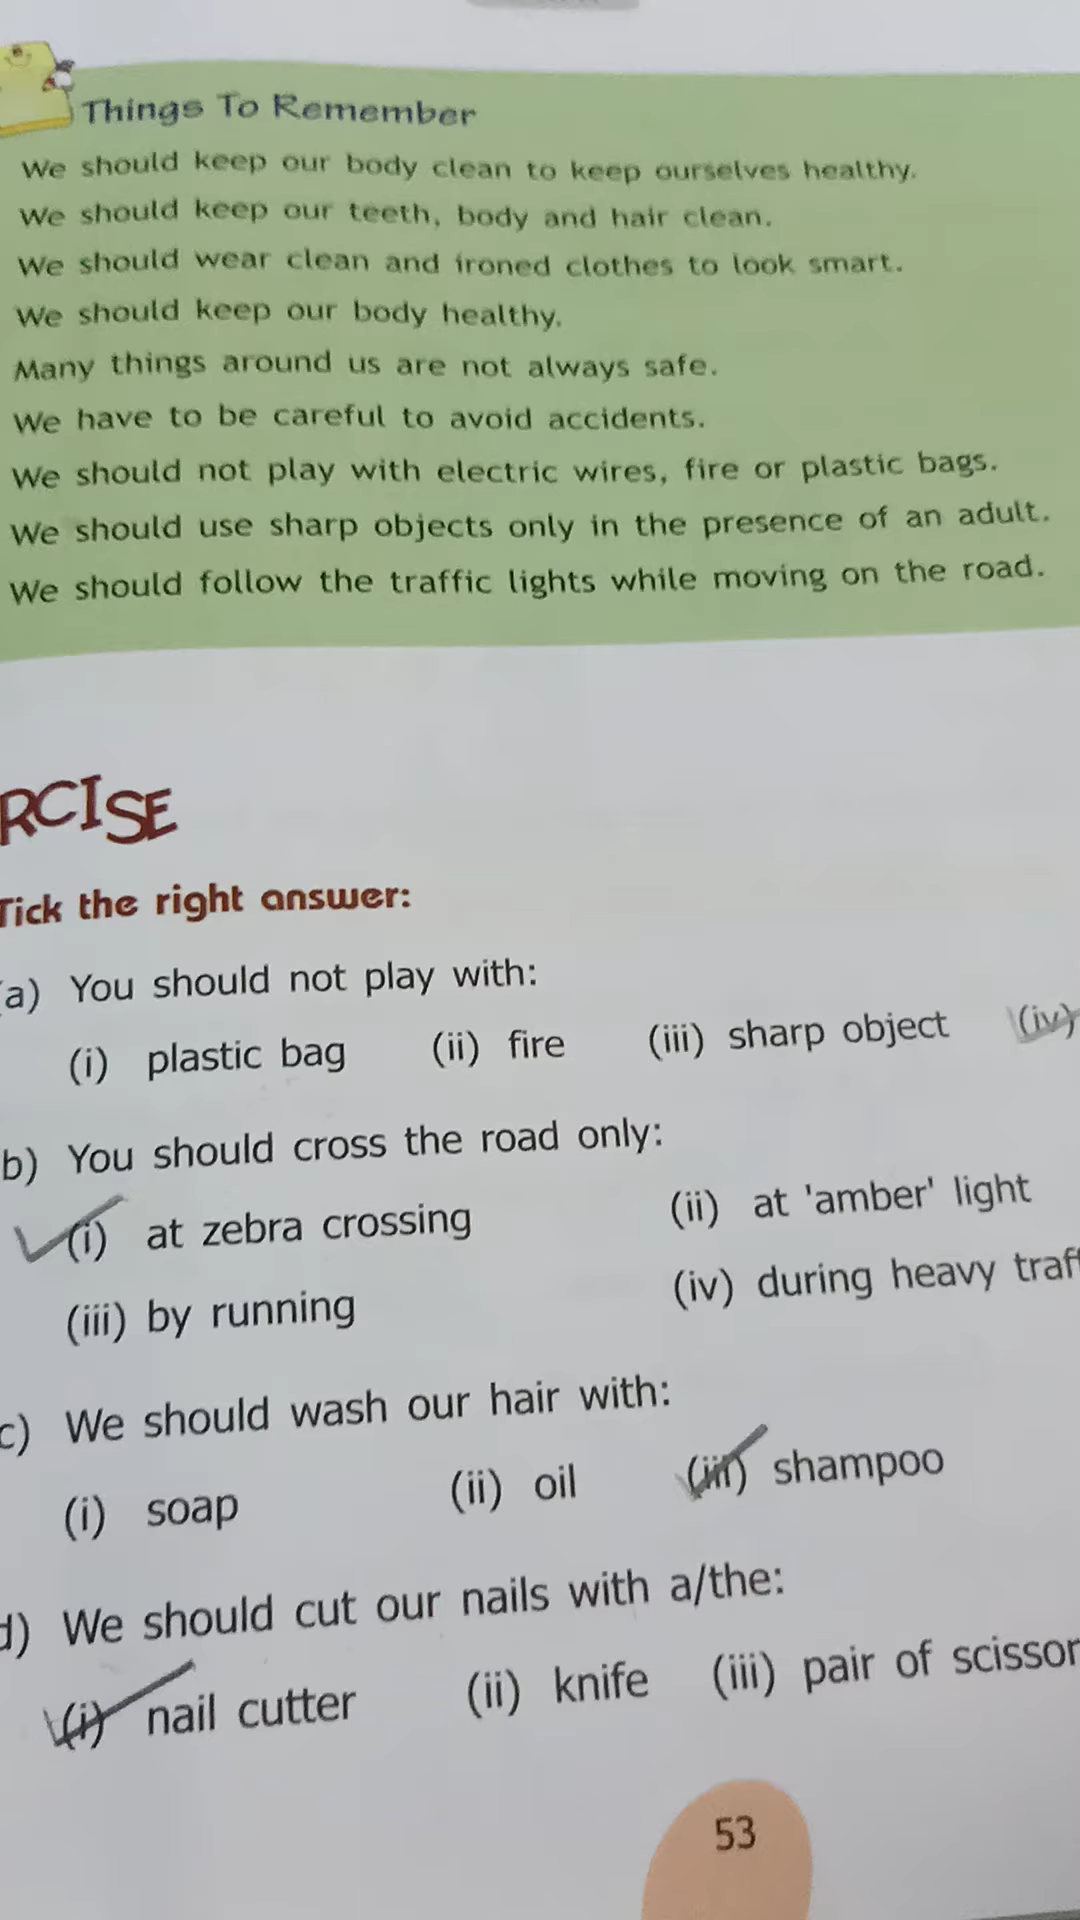 Things To Remember
We should keep our body clean to keep ourselves healthy.
We should keep our teeth, body and hair clean.
We should wear clean and ironed clothes to look smart.
We should keep our body healthy.
Many things around us are not always safe.
We have to be careful to avoid accidents.
We should not play with electric wires, fire or plastic bags.
We should use sharp objects only in the presence of an adult.
We should follow the traffic lights while moving on the road.
RCISE
Tick the right answer:
a) You should not play with:
(i) plastic bag (ii) fire (iii) sharp object (iv)
b) You should cross the road only:
(i) at zebra crossing (ii) at 'amber' light
(iii) by running (iv) during heavy traf
c) We should wash our hair with:
(i) soap (ii) oil (iii) shampoo
d) We should cut our nails with a/the:
(i) nail cutter (ii) knife (iii) pair of scissor
53